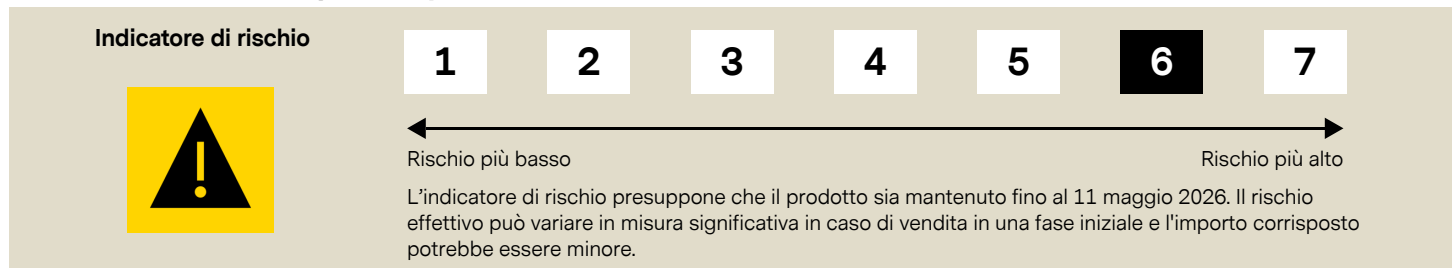 Indicatore di rischio
1 2 3 4 5 6 7
Rischio più basso Rischio più alto
L'indicatore di rischio presuppone che il prodotto sia mantenuto fino al 11 maggio 2026. Il rischio
effettivo può variare in misura significativa in caso di vendita in una fase iniziale e l'importo corrisposto
potrebbe essere minore.